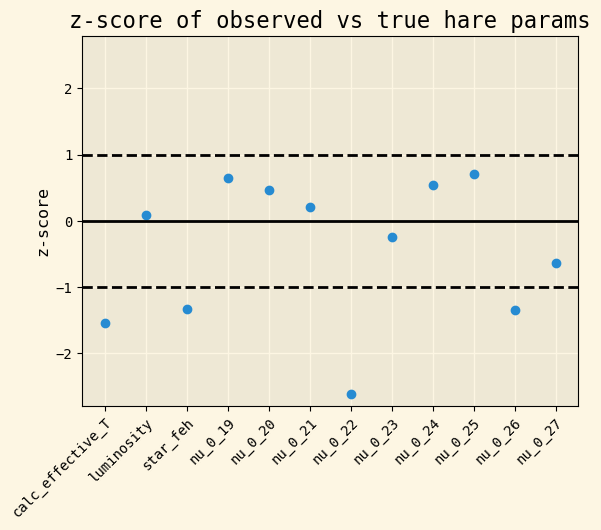 z-score of observed vs true hare params
z-score
2
1
0
−1
−2
calc_effective_T
luminosity
star_feh
nu_0_19
nu_0_20
nu_0_21
nu_0_22
nu_0_23
nu_0_24
nu_0_25
nu_0_26
nu_0_27